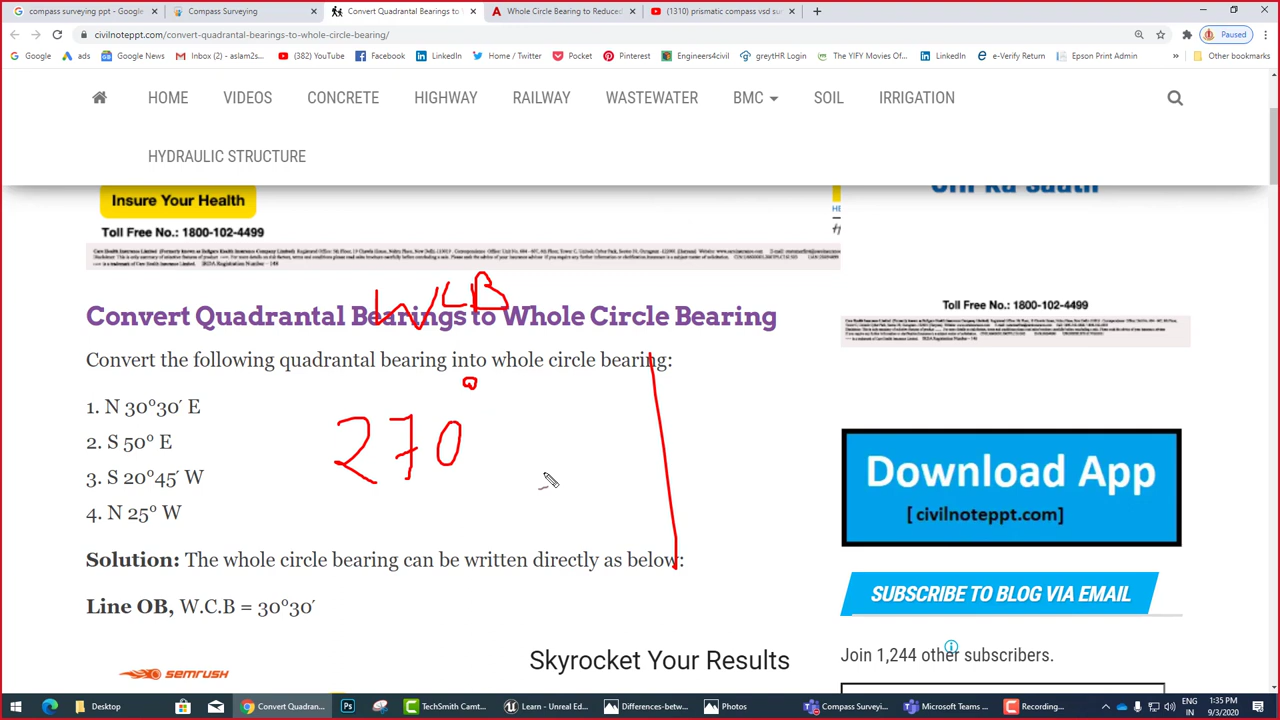 compass surveying ppt - Google
Compass Surveying
Convert Quadrantal Bearings to
Whole Circle Bearing to Reduced
(1310) prismatic compass vsd su
civilnoteppt.com/convert-quadrantal-bearings-to-whole-circle-bearing/
Paused
Google
ads
Google News
Inbox (2) - aslam2s...
(382) YouTube
Facebook
LinkedIn
Twitter
Home
Pocket
Pinterest
Engineers4civil
greytHR Login
The YIFY Movies Of...
LinkedIn
e-Verify Return
Epson Print Admin
»
Other bookmarks
HOME
VIDEOS
CONCRETE
HIGHWAY
RAILWAY
WASTEWATER
BMC
SOIL
IRRIGATION
HYDRAULIC STRUCTURE
Insure Your Health
Toll Free No.: 1800-102-4499
HE
Toll Free No.: 1800-102-4499
WCB
Convert Quadrantal Bearings to Whole Circle Bearing
Convert the following quadrantal bearing into whole circle bearing:
1. N 30°30′ E
2. S 50° E
3. S 20°45′ W
4. N 25° W
270°
Solution: The whole circle bearing can be written directly as below:
Line OB, W.C.B = 30°30′
Download App
[ civilnoteppt.com]
SUBSCRIBE TO BLOG VIA EMAIL
Join 1,244 other subscribers.
SEMRUSH
Skyrocket Your Results
Desktop
Convert Quadran...
TechSmith Camt...
Learn - Unreal Ed...
Differences-betw...
Photos
Compass Surveyi...
Microsoft Teams ...
Recording...
ENG
IN
1:35 PM
9/3/2020